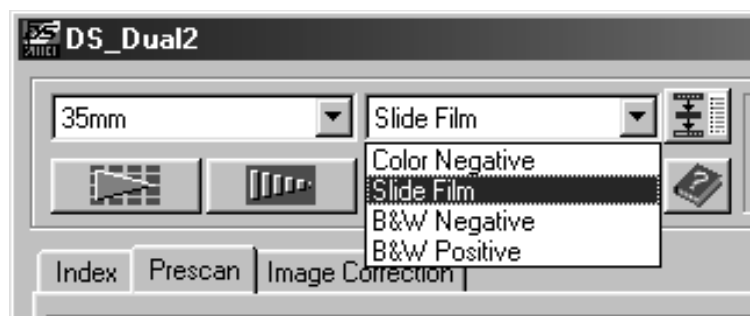 DS_Dual2
35mm
Slide Film
Color Negative
Slide Film
B&W Negative
B&W Positive
Index
Prescan
Image Correction